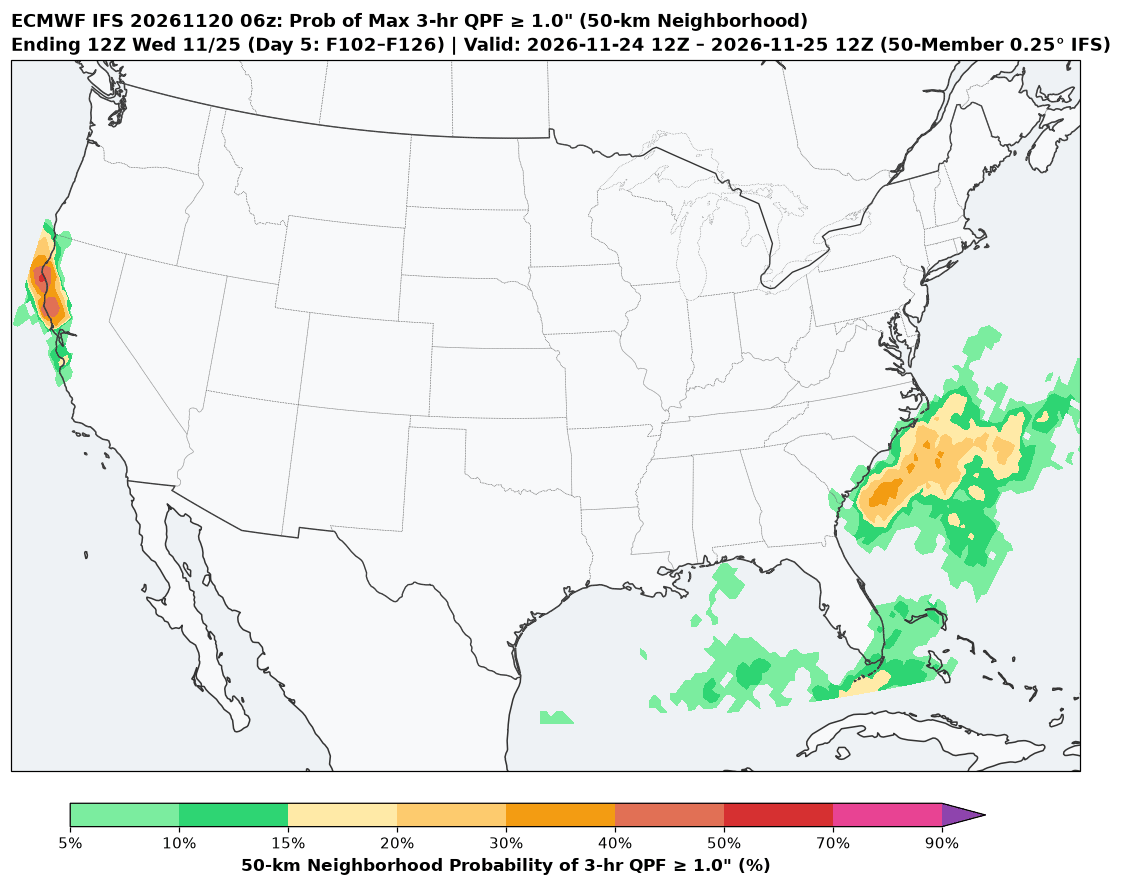 ECMWF IFS 20261120 06z: Prob of Max 3-hr QPF ≥ 1.0" (50-km Neighborhood)
Ending 12Z Wed 11/25 (Day 5: F102–F126) | Valid: 2026-11-24 12Z – 2026-11-25 12Z (50-Member 0.25° IFS)
5% 10% 15% 20% 30% 40% 50% 70% 90%
50-km Neighborhood Probability of 3-hr QPF ≥ 1.0" (%)